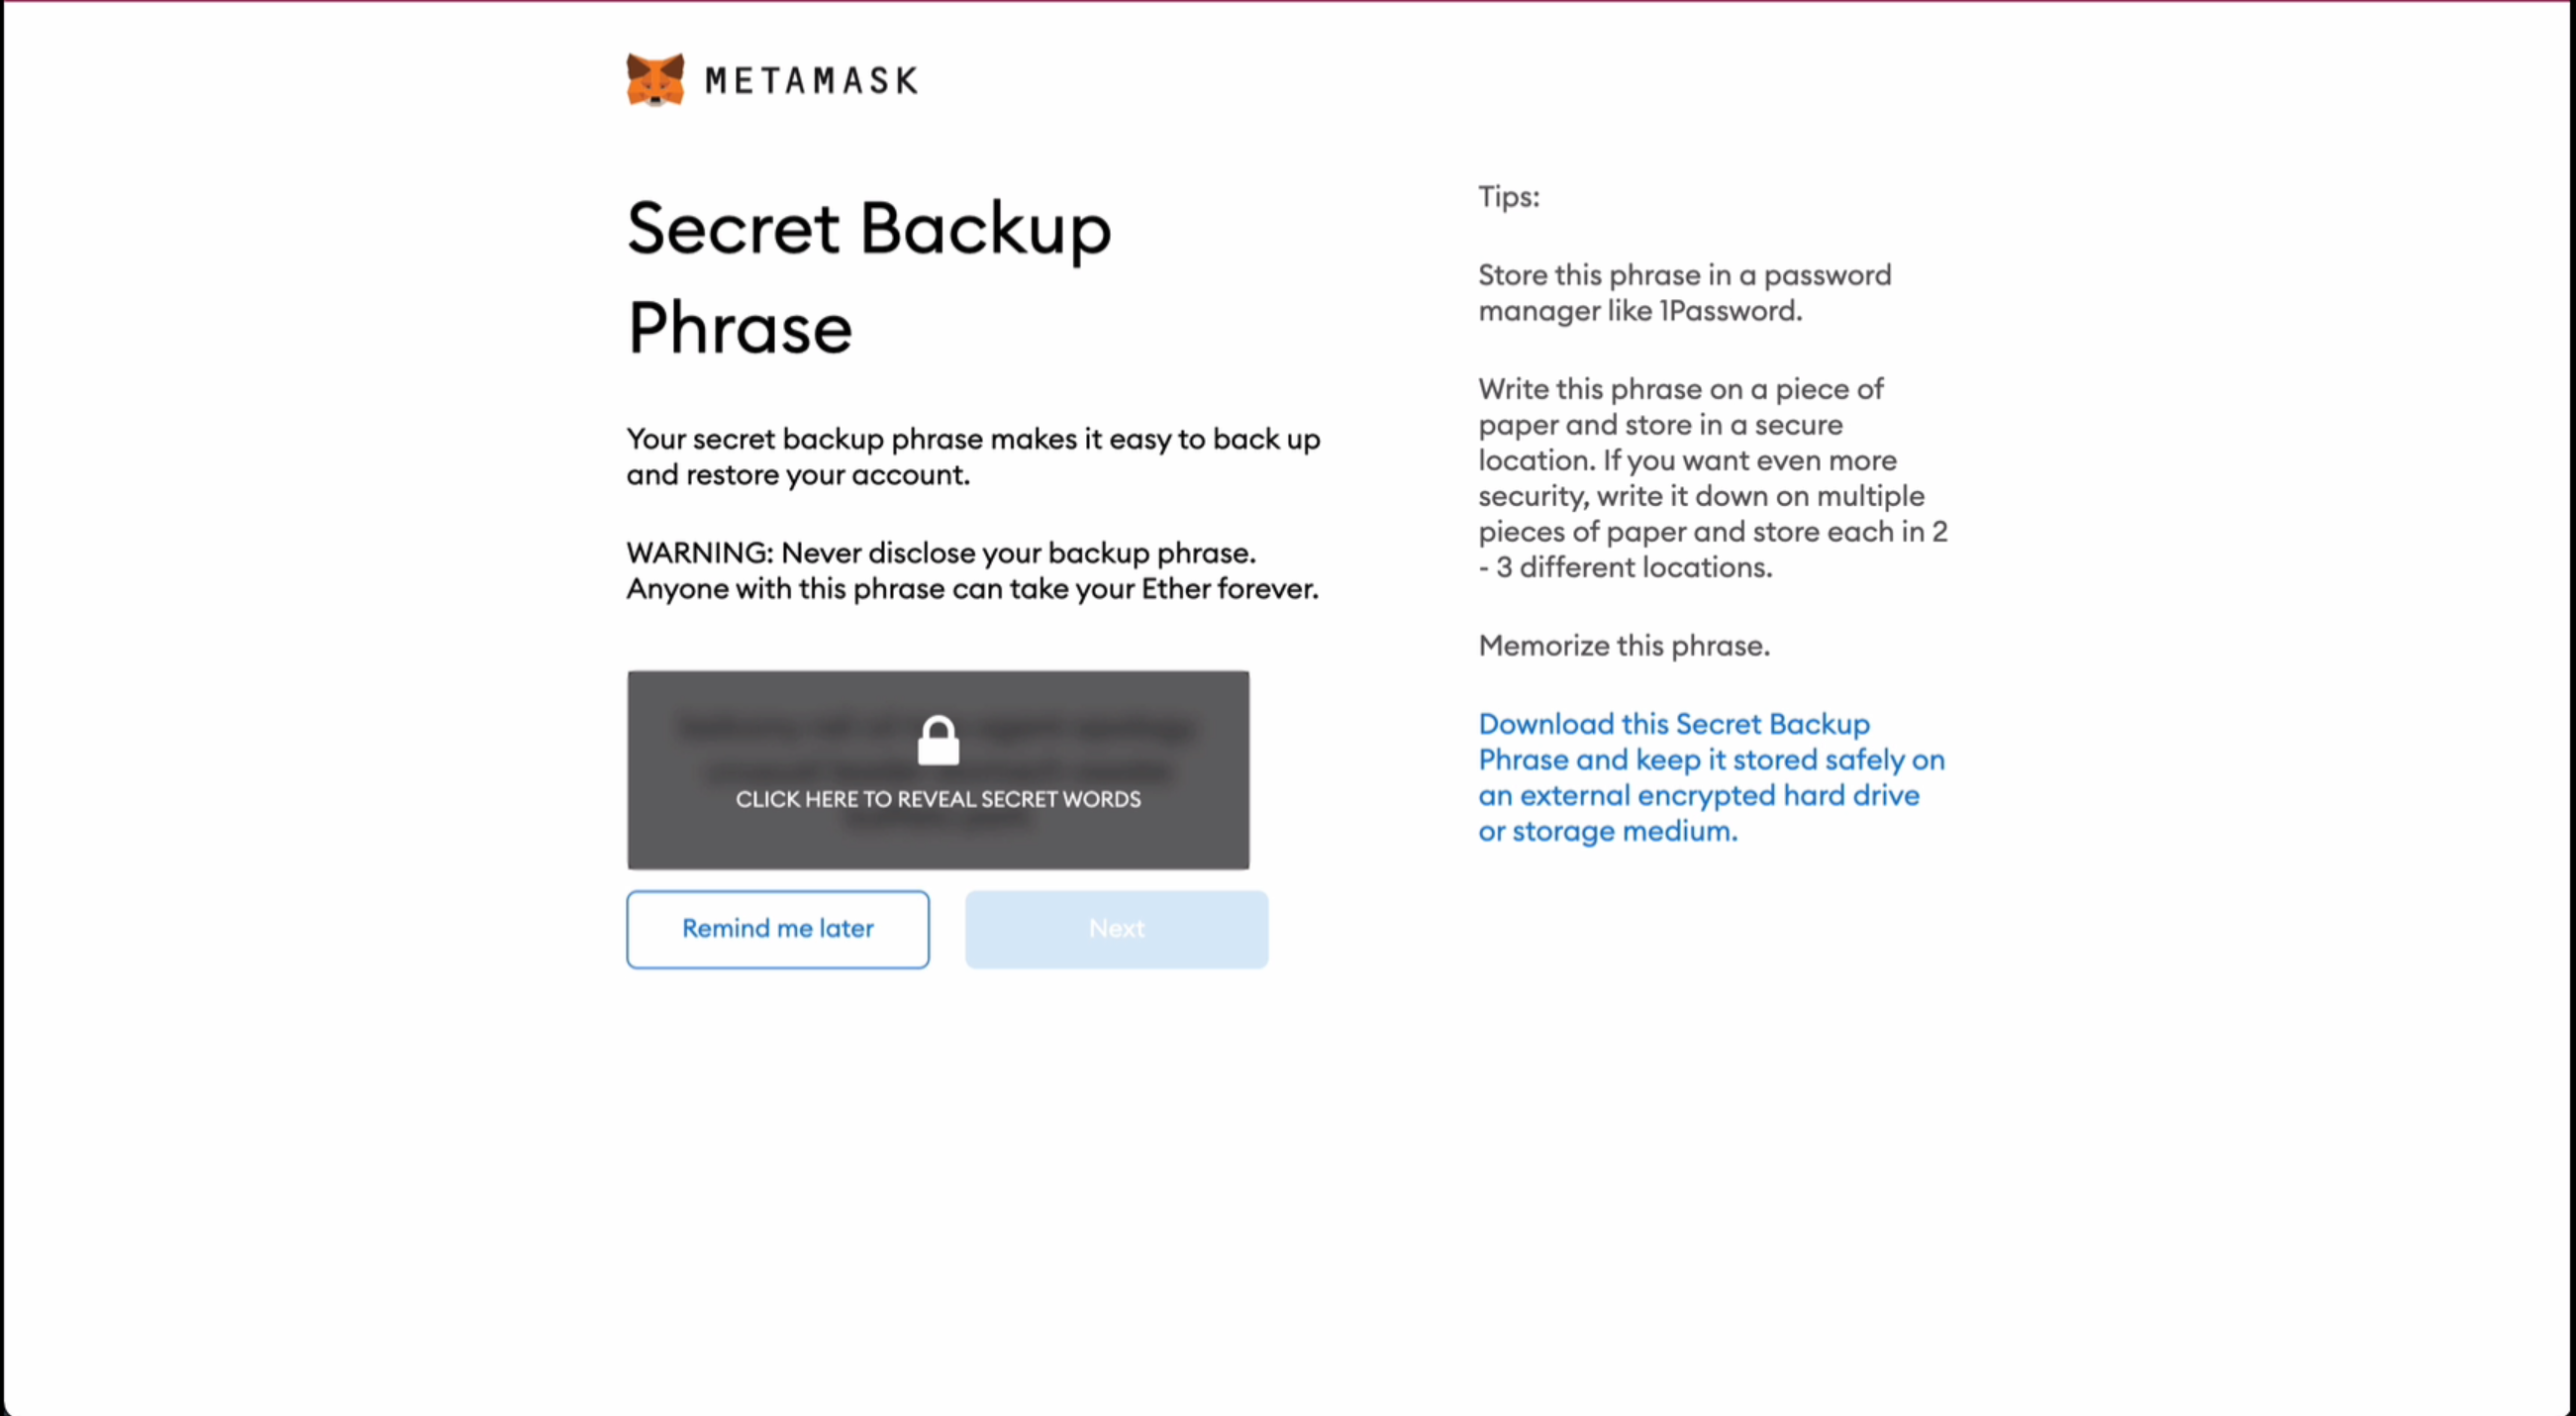 METAMASK
Secret Backup
Phrase
Your secret backup phrase makes it easy to back up
and restore your account.
WARNING: Never disclose your backup phrase.
Anyone with this phrase can take your Ether forever.
CLICK HERE TO REVEAL SECRET WORDS
Remind me later
Next
Tips:
Store this phrase in a password
manager like 1Password.
Write this phrase on a piece of
paper and store in a secure
location. If you want even more
security, write it down on multiple
pieces of paper and store each in 2
- 3 different locations.
Memorize this phrase.
Download this Secret Backup
Phrase and keep it stored safely on
an external encrypted hard drive
or storage medium.